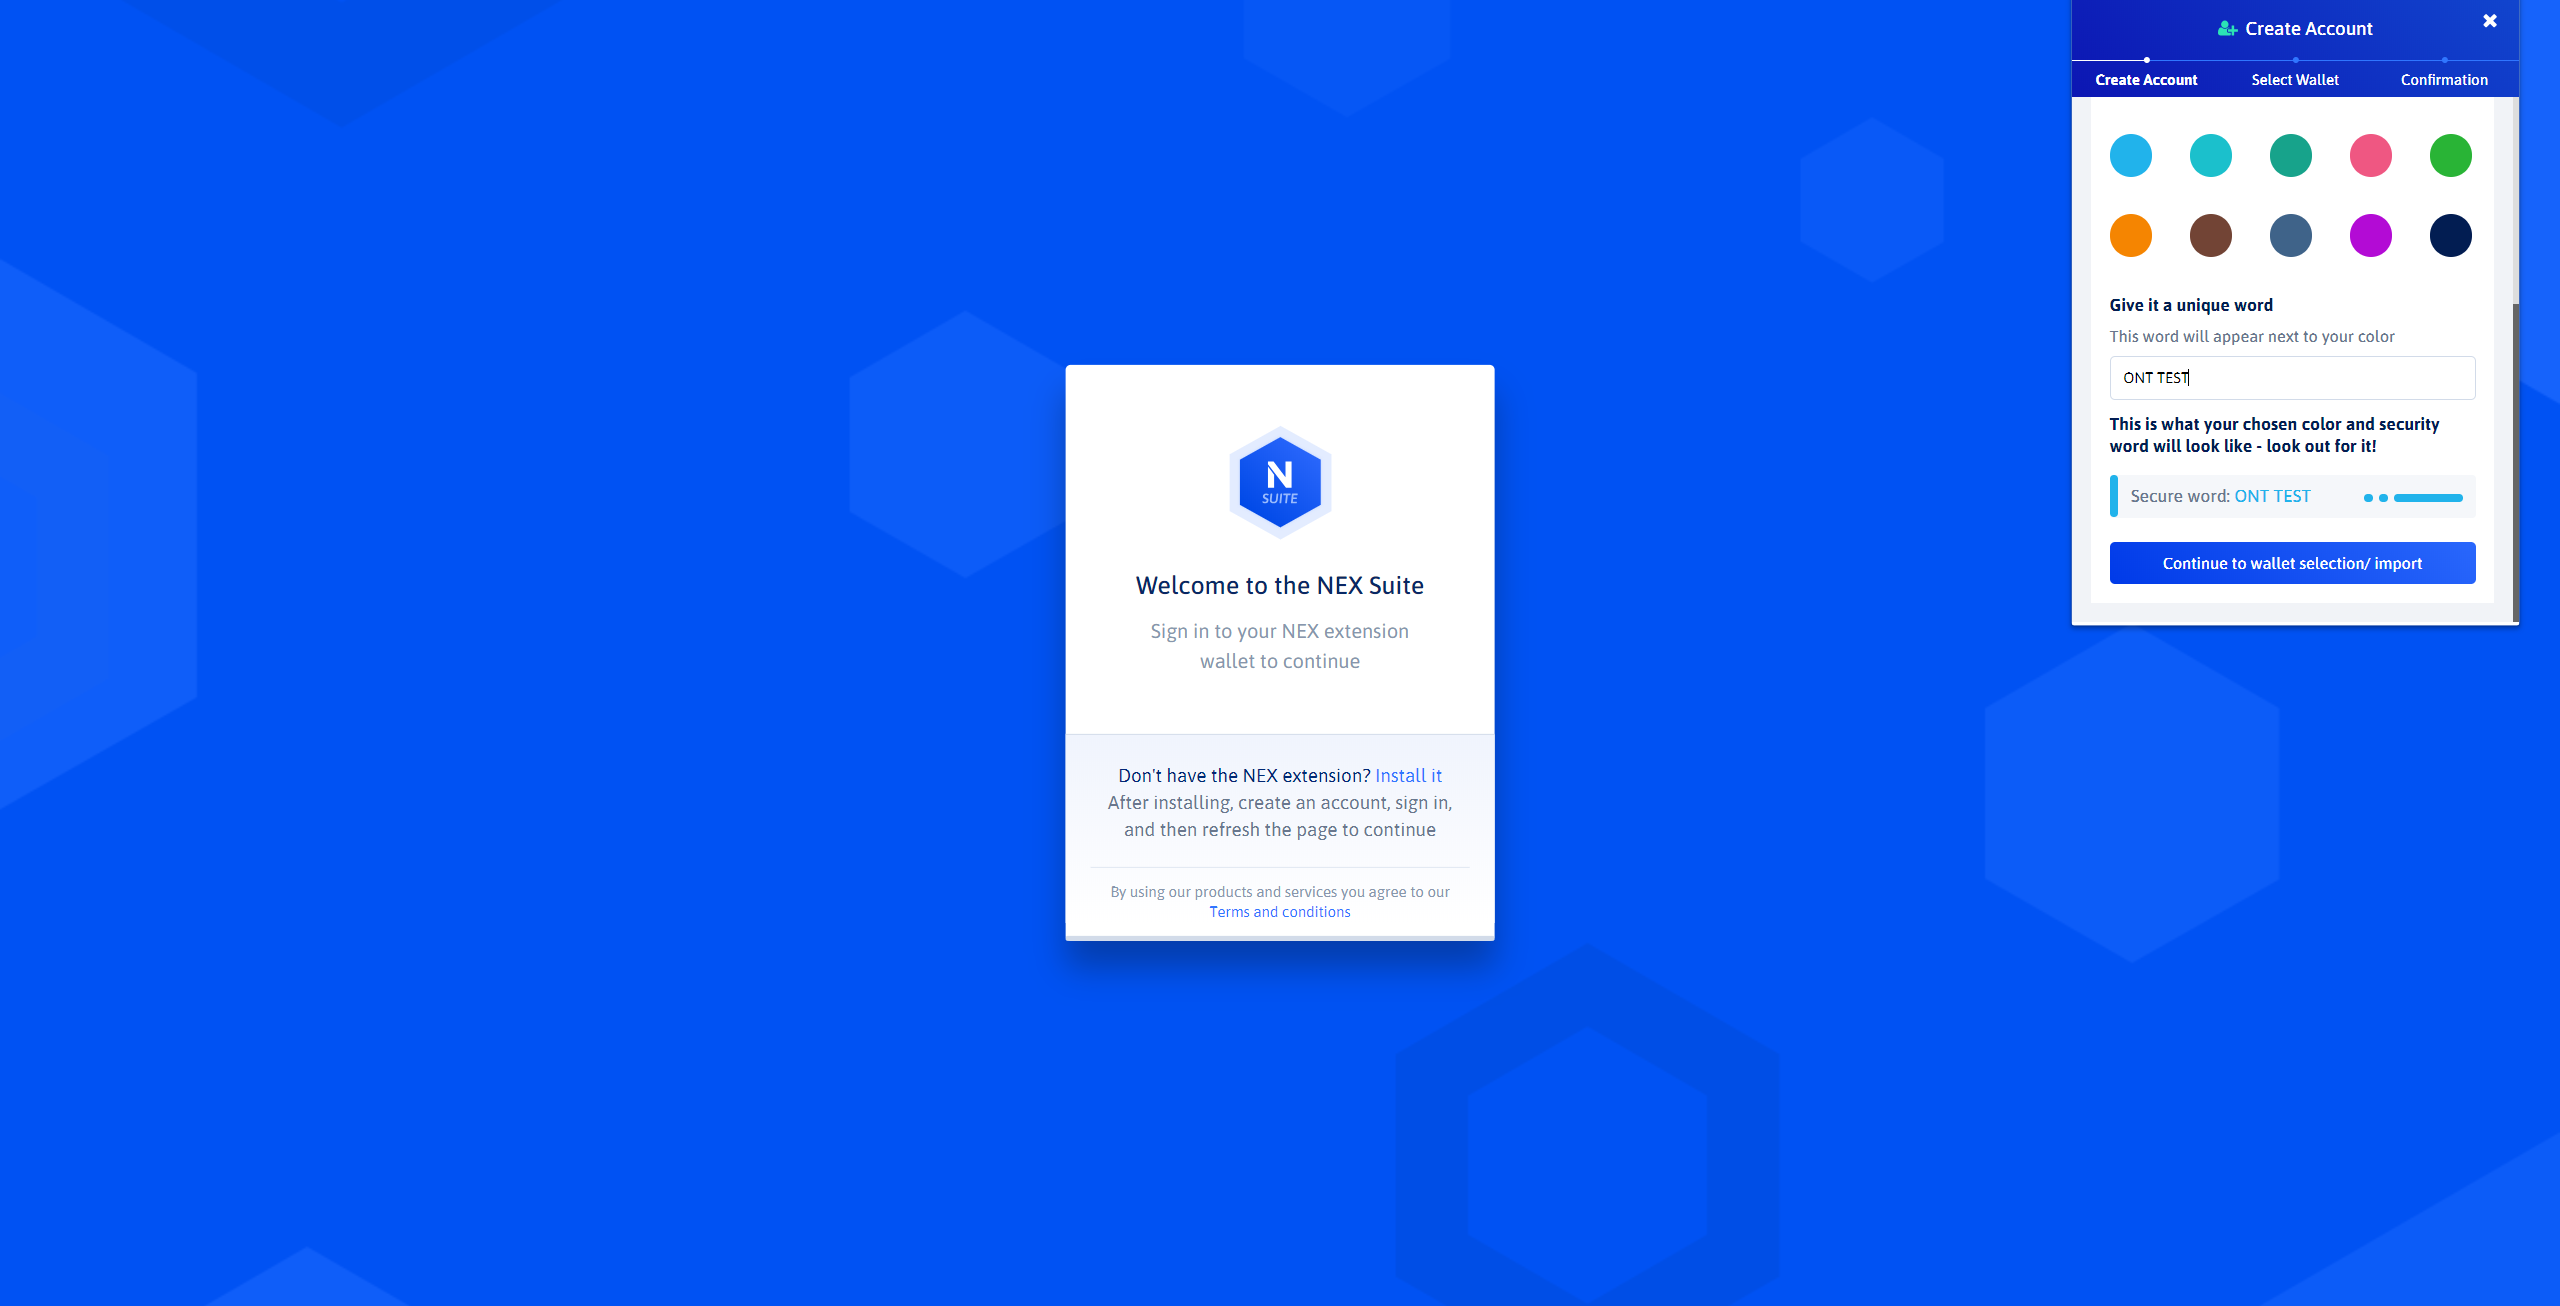 Create Account
Create Account
Select Wallet
Confirmation
Give it a unique word
This word will appear next to your color
ONT TEST
This is what your chosen color and security
word will look like - look out for it!
Secure word: ONT TEST
Continue to wallet selection/ import
N
SUITE
Welcome to the NEX Suite
Sign in to your NEX extension
wallet to continue
Don't have the NEX extension? Install it
After installing, create an account, sign in,
and then refresh the page to continue
By using our products and services you agree to our
Terms and conditions